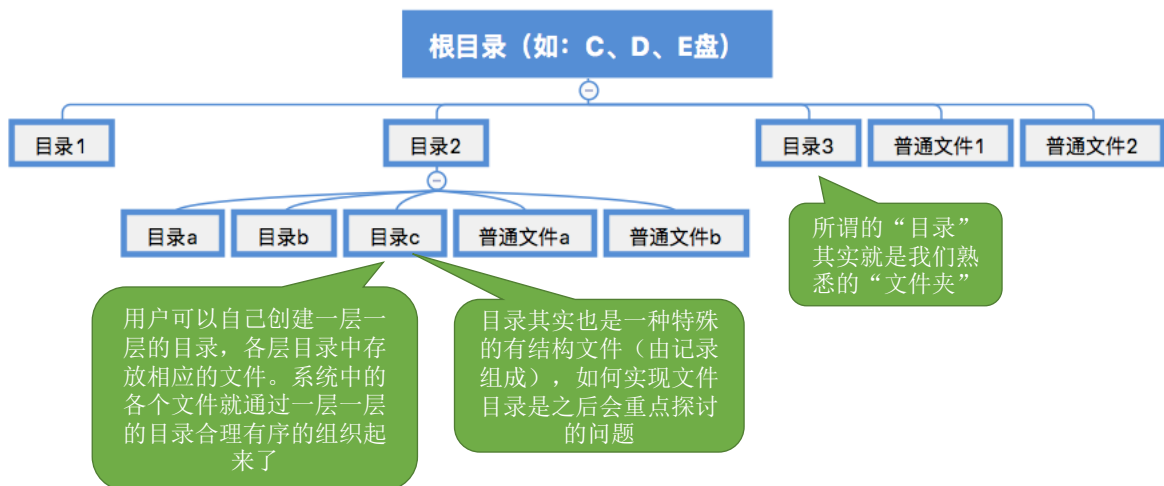 根目录（如：C、D、E盘）
目录1
目录2
目录3
普通文件1
普通文件2
目录a
目录b
目录c
普通文件a
普通文件b
所谓的“目录”
其实就是我们熟
悉的“文件夹”
用户可以自己创建一层一
层的目录，各层目录中存
放相应的文件。系统中的
各个文件就通过一层一层
的目录合理有序的组织起
来了
目录其实也是一种特殊
的有结构文件（由记录
组成），如何实现文件
目录是之后会重点探讨
的问题